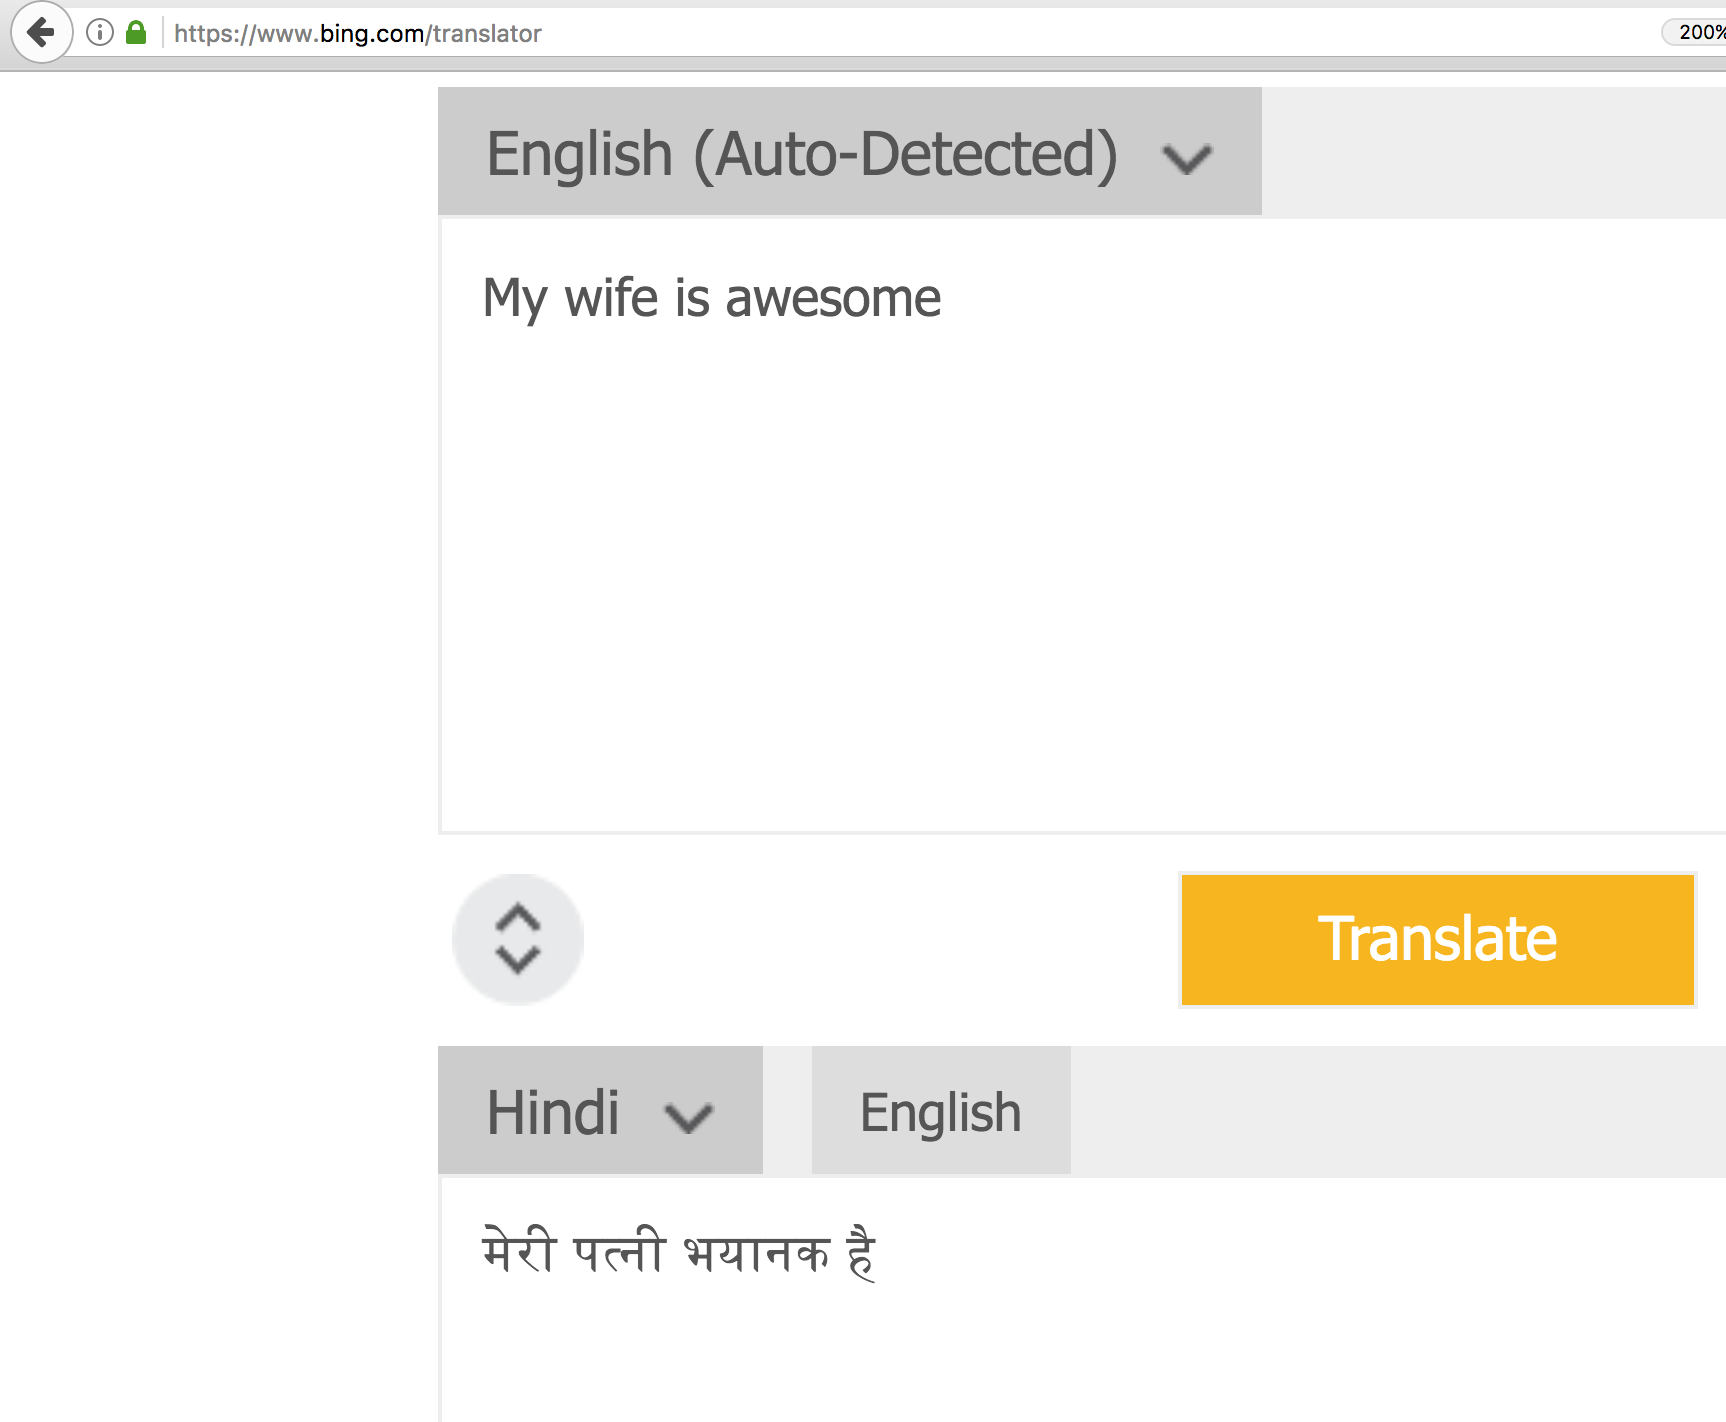 https://www.bing.com/translator
200%
English (Auto-Detected)
My wife is awesome
Translate
Hindi
English
मेरी पत्नी भयानक है